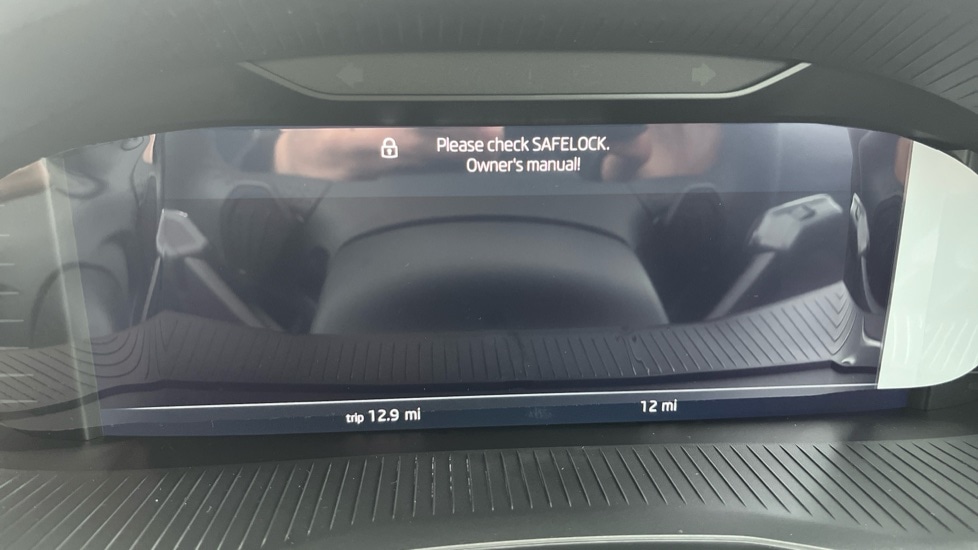 Please check SAFELOCK.
Owner's manual!
trip 12.9 mi
12 mi